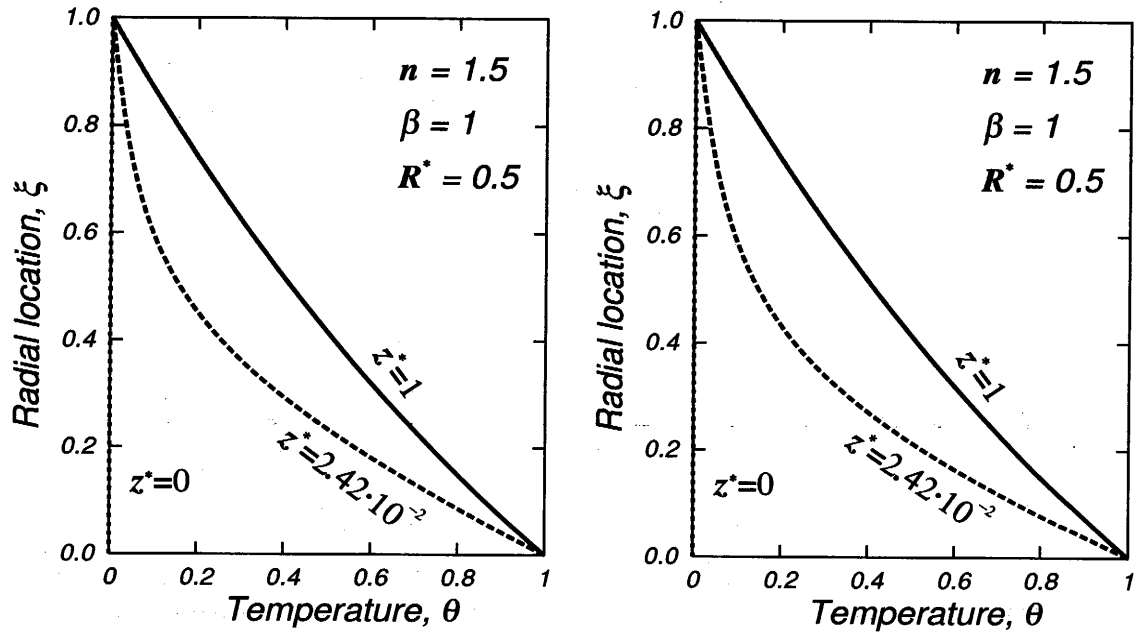 1.0
0.8
0.6
0.4
0.2
0.0
Radial location, ξ
n = 1.5
β = 1
R* = 0.5
z*=1
z*=2.42·10⁻²
z*=0
0 0.2 0.4 0.6 0.8 1
Temperature, θ
1.0
0.8
0.6
0.4
0.2
0.0
Radial location, ξ
n = 1.5
β = 1
R* = 0.5
z*=1
z*=2.42·10⁻²
z*=0
0 0.2 0.4 0.6 0.8 1
Temperature, θ